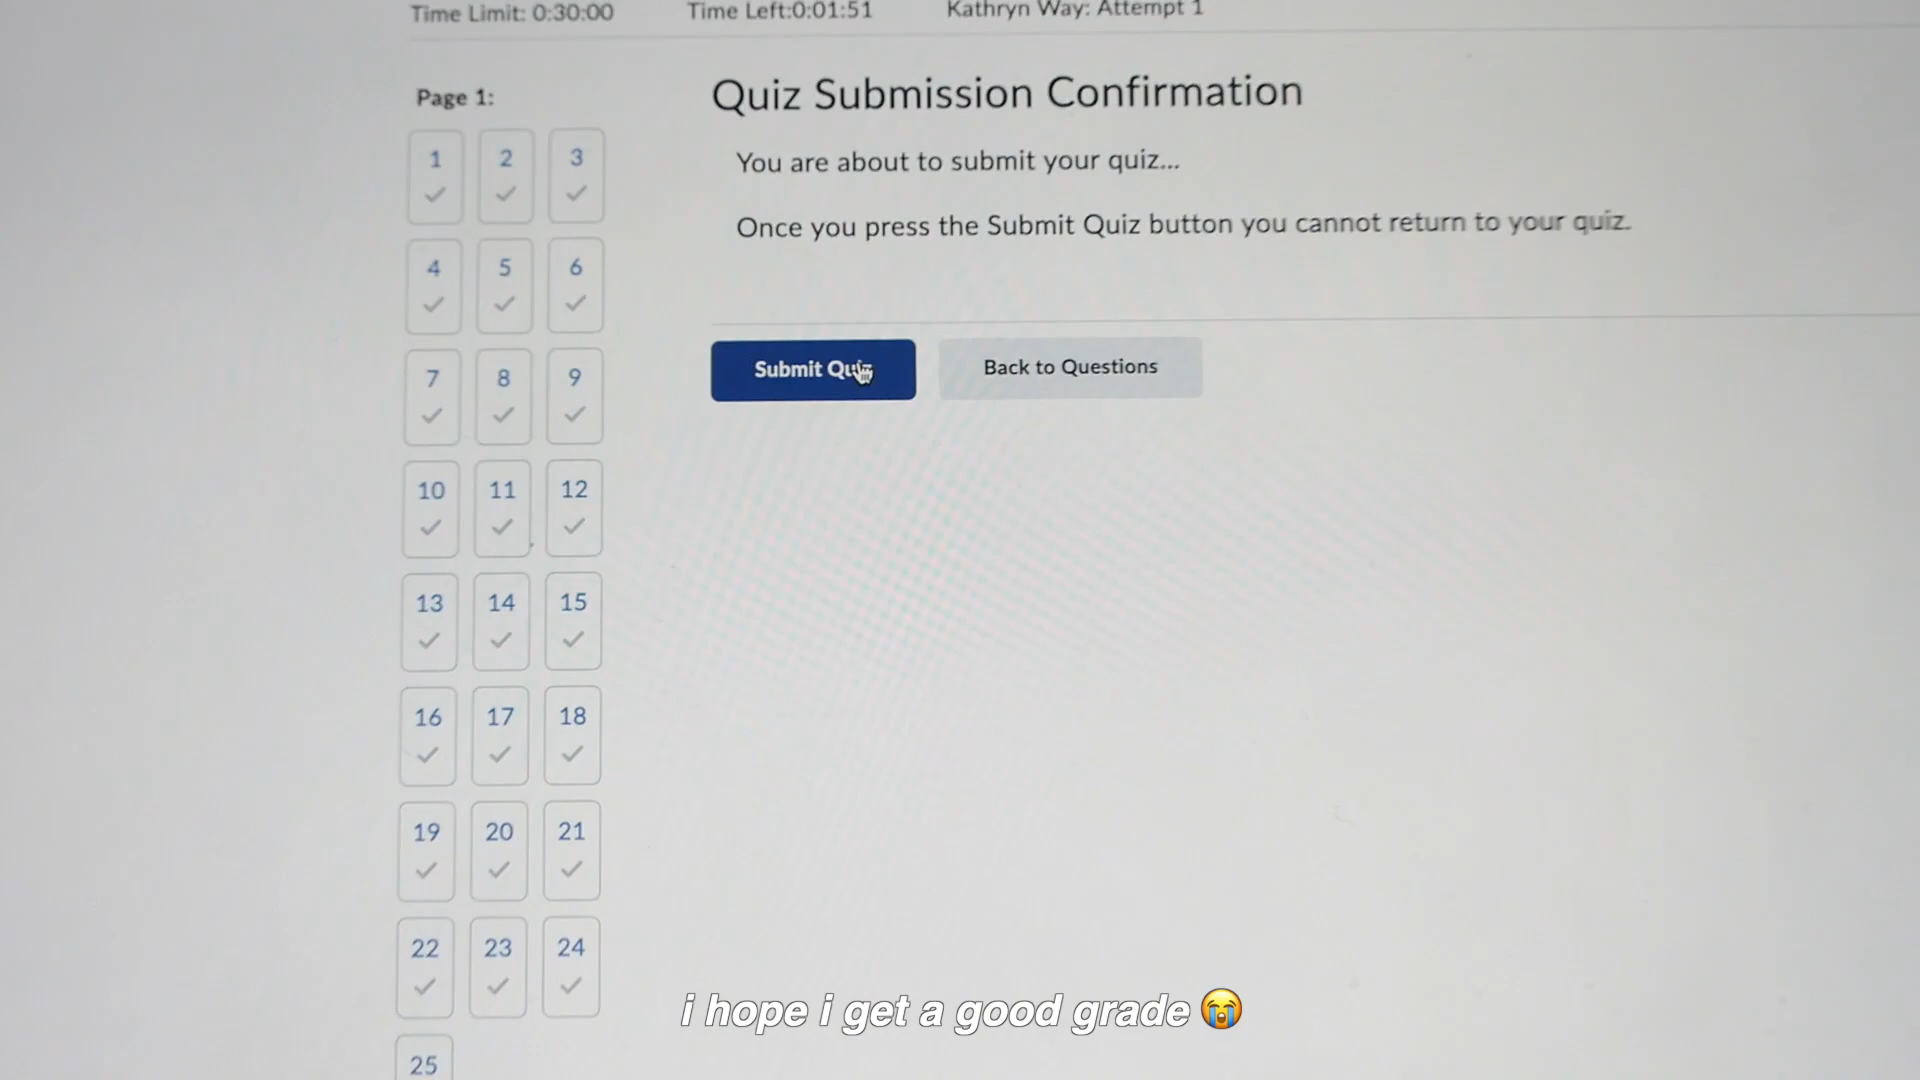 Time Limit: 0:30:00 Time Left:0:01:51 Kathryn Way: Attempt 1
Page 1:
Quiz Submission Confirmation
1 2 3
You are about to submit your quiz...
Once you press the Submit Quiz button you cannot return to your quiz.
4 5 6
Submit Quiz Back to Questions
7 8 9
10 11 12
13 14 15
16 17 18
19 20 21
22 23 24
i hope i get a good grade 😭
25